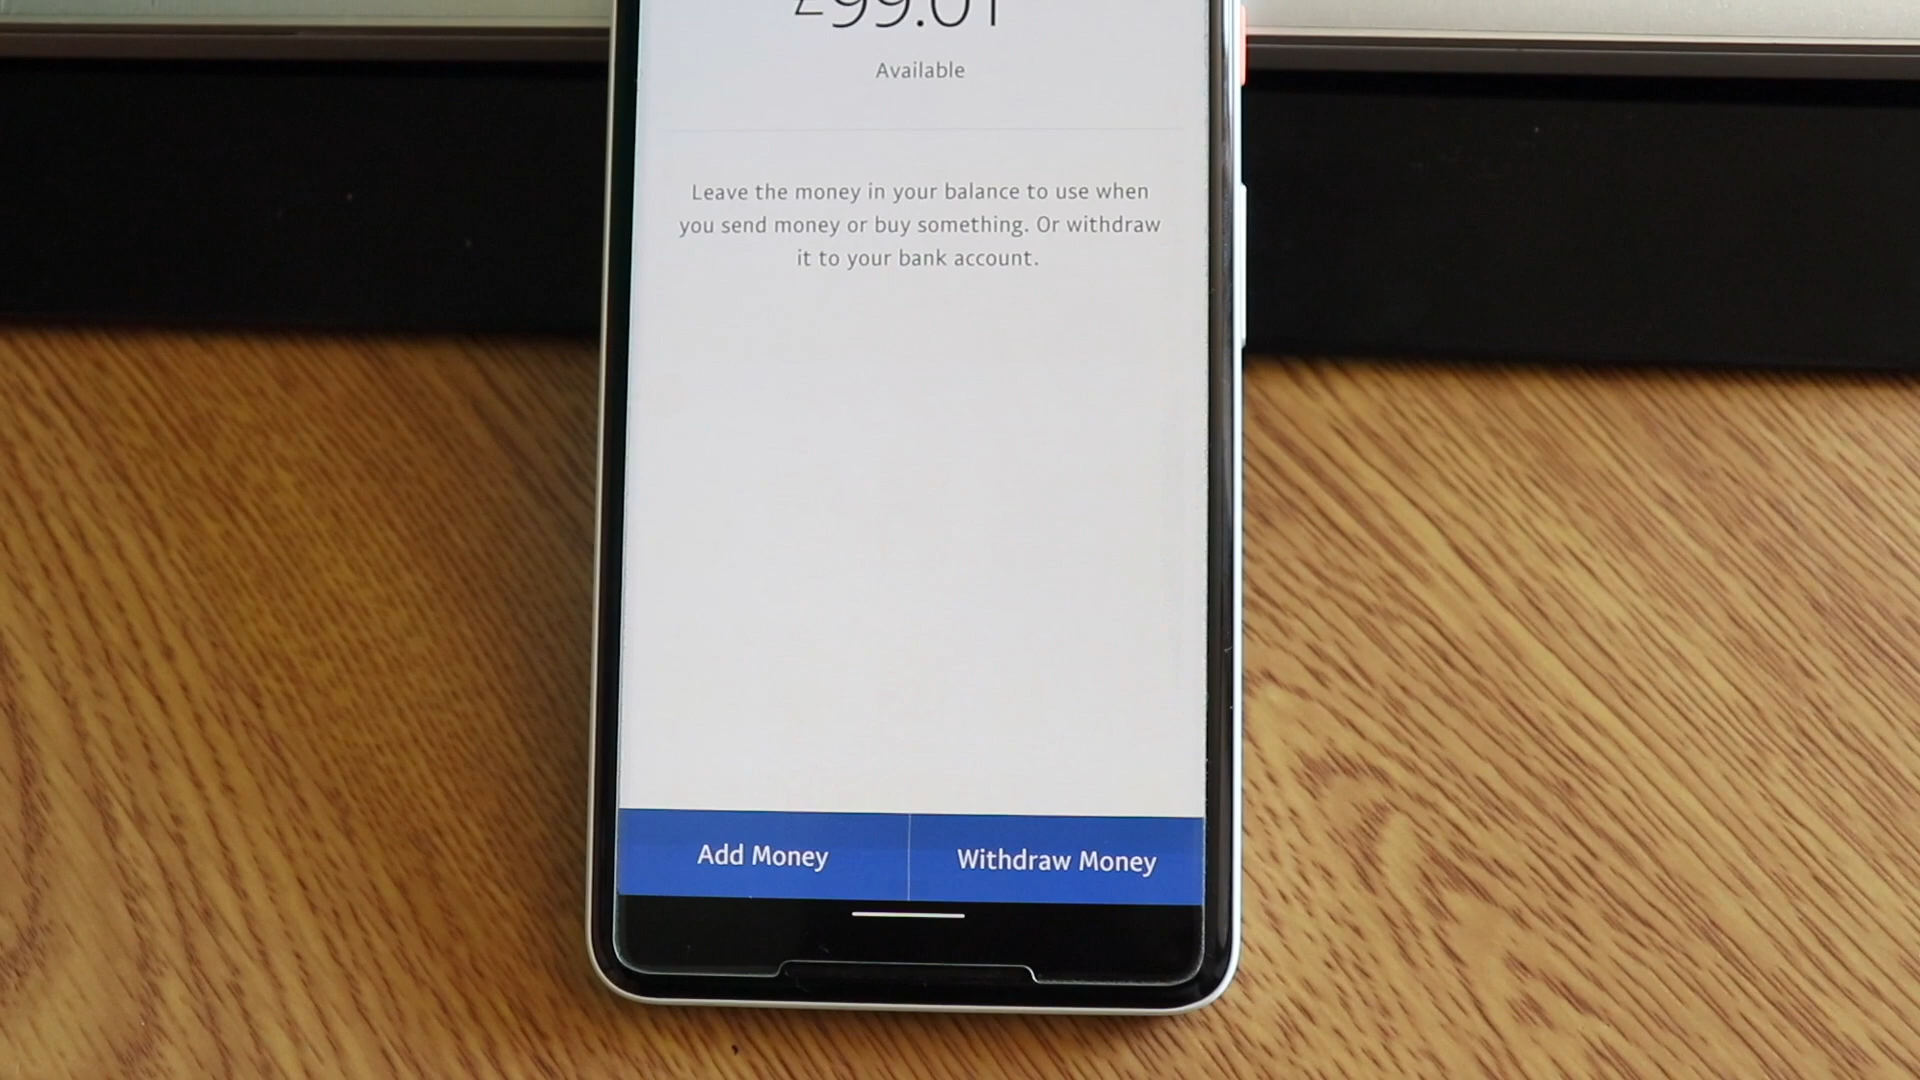 £99.01
Available
Leave the money in your balance to use when
you send money or buy something. Or withdraw
it to your bank account.
Add Money
Withdraw Money